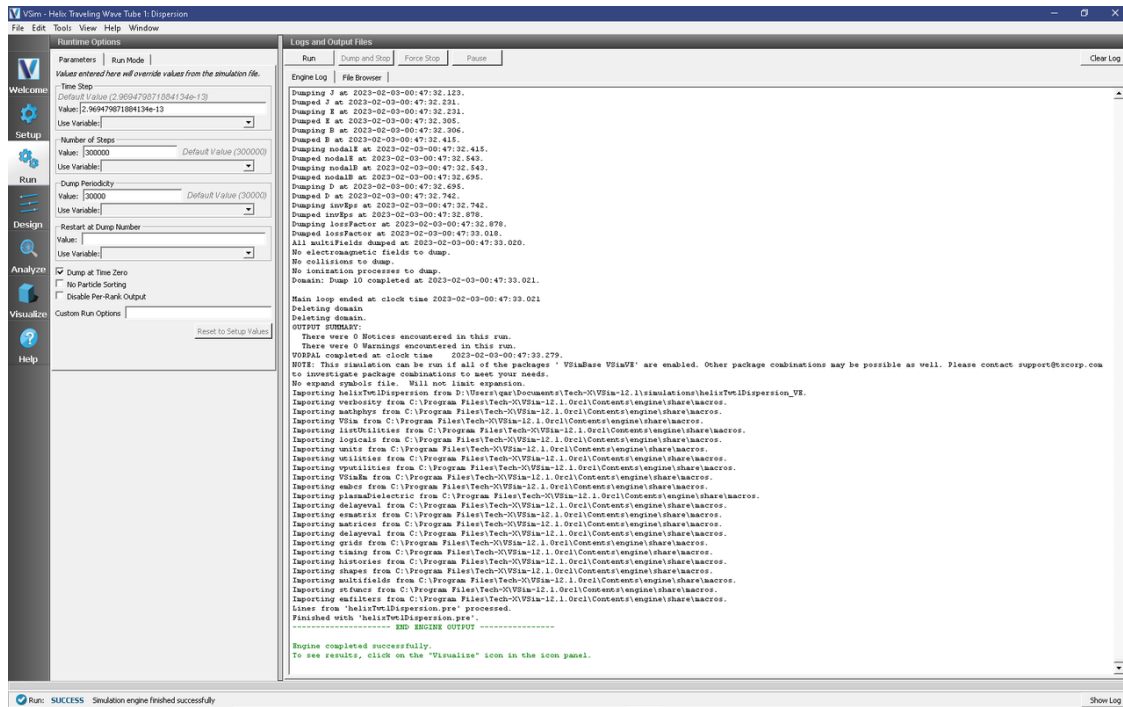 VSim - Helix Traveling Wave Tube 1: Dispersion
File Edit Tools View Help Window
Welcome
Setup
Run
Design
Analyze
Visualize
Help
Runtime Options
Parameters Run Mode
Values entered here will override values from the simulation file.
Time Step
Default Value (2.969479871884134e-13)
Value: 2.969479871884134e-13
Use Variable:
Number of Steps
Value: 300000 Default Value (300000)
Use Variable:
Dump Periodicity
Value: 30000 Default Value (30000)
Use Variable:
Restart at Dump Number
Value:
Use Variable:
Dump at Time Zero
No Particle Sorting
Disable Per-Rank Output
Custom Run Options
Reset to Setup Values
Logs and Output Files
Run Dump and Stop Force Stop Pause Clear Log
Engine Log File Browser
Dumping J at 2023-02-03-00:47:32.123.
Dumped J at 2023-02-03-00:47:32.231.
Dumping E at 2023-02-03-00:47:32.231.
Dumped E at 2023-02-03-00:47:32.305.
Dumping B at 2023-02-03-00:47:32.306.
Dumped B at 2023-02-03-00:47:32.415.
Dumping nodalE at 2023-02-03-00:47:32.415.
Dumped nodalE at 2023-02-03-00:47:32.543.
Dumping nodalB at 2023-02-03-00:47:32.543.
Dumped nodalB at 2023-02-03-00:47:32.695.
Dumping D at 2023-02-03-00:47:32.695.
Dumped D at 2023-02-03-00:47:32.742.
Dumping invEps at 2023-02-03-00:47:32.742.
Dumped invEps at 2023-02-03-00:47:32.878.
Dumping lossFactor at 2023-02-03-00:47:32.878.
Dumped lossFactor at 2023-02-03-00:47:33.018.
All multiFields dumped at 2023-02-03-00:47:33.020.
No electromagnetic fields to dump.
No collisions to dump.
No ionization processes to dump.
Domain: Dump 10 completed at 2023-02-03-00:47:33.021.
Main loop ended at clock time 2023-02-03-00:47:33.021
Deleting domain
Deleting domain.
OUTPUT SUMMARY:
There were 0 Notices encountered in this run.
There were 0 Warnings encountered in this run.
VORPAL completed at clock time 2023-02-03-00:47:33.279.
NOTE: This simulation can be run if all of the packages ' VSimBase VSimVE' are enabled. Other package combinations may be possible as well. Please contact support@txcorp.com
to investigate package combinations to meet your needs.
No expand symbols file. Will not limit expansion.
Importing helixTwt1Dispersion from D:\Users\qar\Documents\Tech-X\VSim-12.1\simulations\helixTwt1Dispersion_VE.
Importing verbosity from C:\Program Files\Tech-X\VSim-12.1.0rc1\Contents\engine\share\macros.
Importing mathphys from C:\Program Files\Tech-X\VSim-12.1.0rc1\Contents\engine\share\macros.
Importing VSim from C:\Program Files\Tech-X\VSim-12.1.0rc1\Contents\engine\share\macros.
Importing listUtilities from C:\Program Files\Tech-X\VSim-12.1.0rc1\Contents\engine\share\macros.
Importing logicals from C:\Program Files\Tech-X\VSim-12.1.0rc1\Contents\engine\share\macros.
Importing units from C:\Program Files\Tech-X\VSim-12.1.0rc1\Contents\engine\share\macros.
Importing utilities from C:\Program Files\Tech-X\VSim-12.1.0rc1\Contents\engine\share\macros.
Importing vputilities from C:\Program Files\Tech-X\VSim-12.1.0rc1\Contents\engine\share\macros.
Importing VSimEm from C:\Program Files\Tech-X\VSim-12.1.0rc1\Contents\engine\share\macros.
Importing embcs from C:\Program Files\Tech-X\VSim-12.1.0rc1\Contents\engine\share\macros.
Importing plasmaDielectric from C:\Program Files\Tech-X\VSim-12.1.0rc1\Contents\engine\share\macros.
Importing delayeval from C:\Program Files\Tech-X\VSim-12.1.0rc1\Contents\engine\share\macros.
Importing esmatrix from C:\Program Files\Tech-X\VSim-12.1.0rc1\Contents\engine\share\macros.
Importing matrices from C:\Program Files\Tech-X\VSim-12.1.0rc1\Contents\engine\share\macros.
Importing delayeval from C:\Program Files\Tech-X\VSim-12.1.0rc1\Contents\engine\share\macros.
Importing grids from C:\Program Files\Tech-X\VSim-12.1.0rc1\Contents\engine\share\macros.
Importing timing from C:\Program Files\Tech-X\VSim-12.1.0rc1\Contents\engine\share\macros.
Importing histories from C:\Program Files\Tech-X\VSim-12.1.0rc1\Contents\engine\share\macros.
Importing shapes from C:\Program Files\Tech-X\VSim-12.1.0rc1\Contents\engine\share\macros.
Importing multifields from C:\Program Files\Tech-X\VSim-12.1.0rc1\Contents\engine\share\macros.
Importing stfuncs from C:\Program Files\Tech-X\VSim-12.1.0rc1\Contents\engine\share\macros.
Importing emfilters from C:\Program Files\Tech-X\VSim-12.1.0rc1\Contents\engine\share\macros.
Lines from 'helixTwt1Dispersion.pre' processed.
Finished with 'helixTwt1Dispersion.pre'.
-------------------- END ENGINE OUTPUT ----------------
Engine completed successfully.
To see results, click on the "Visualize" icon in the icon panel.
Run: SUCCESS Simulation engine finished successfully Show Log